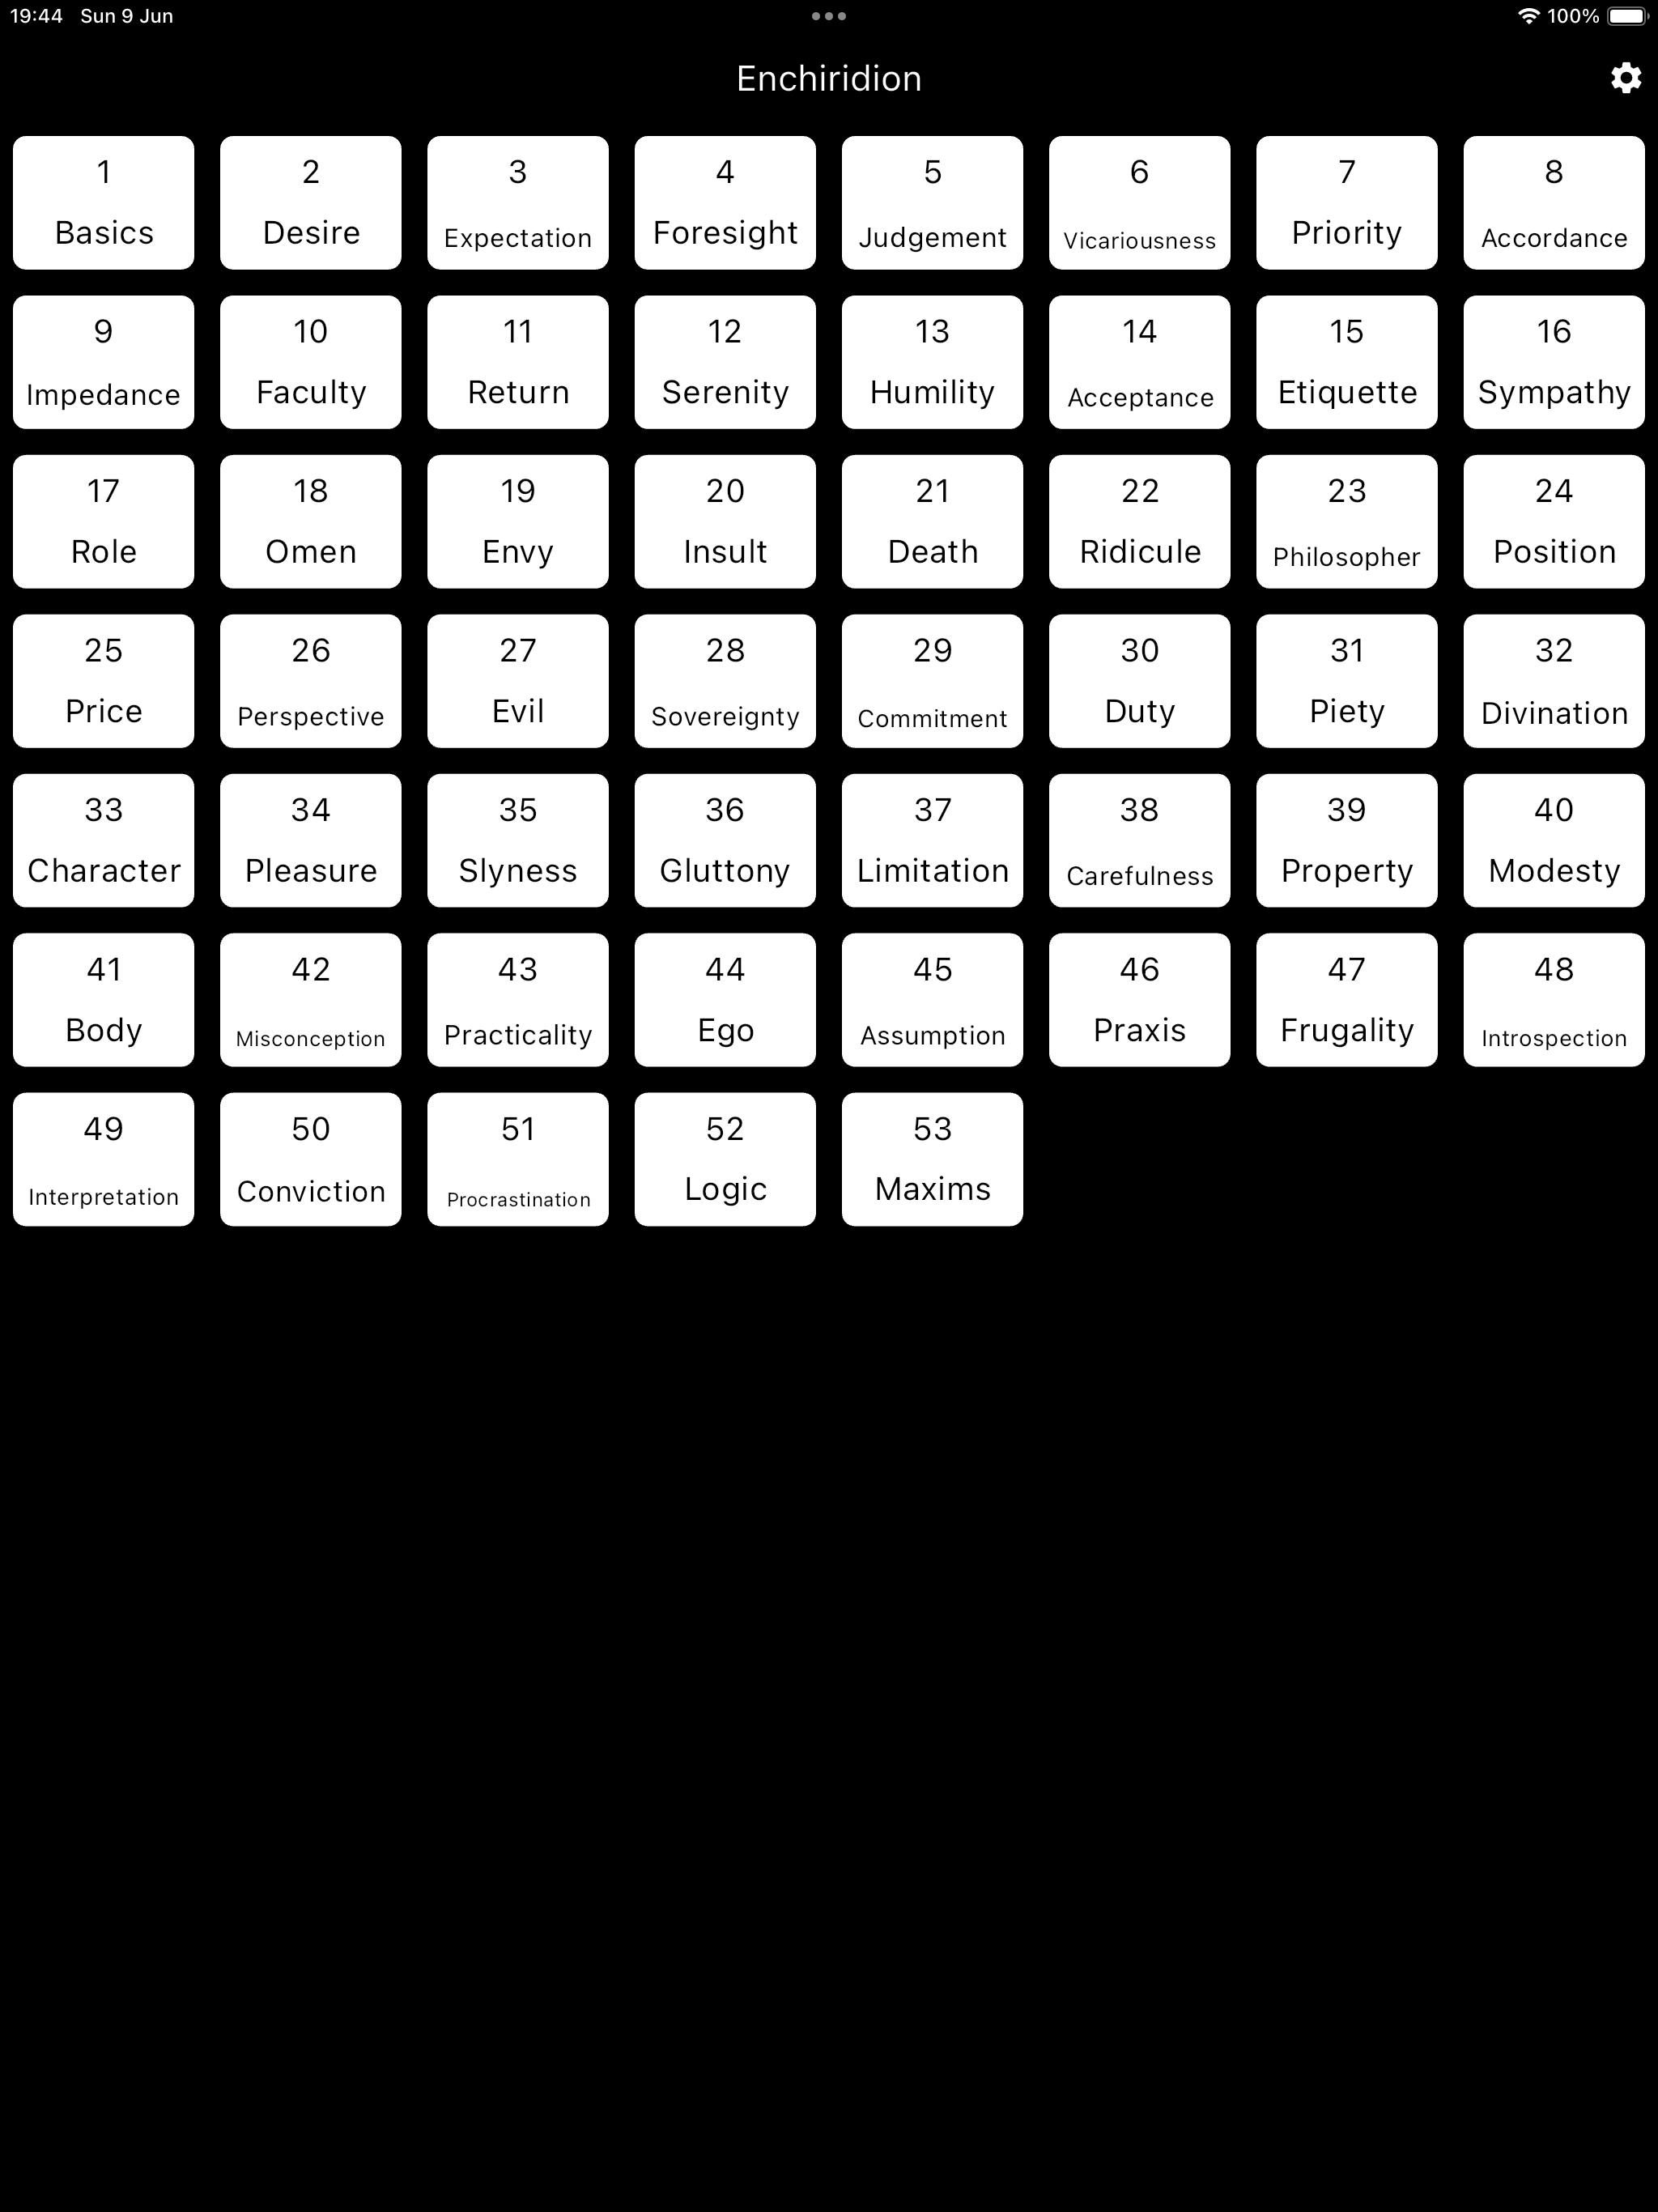 19:44 Sun 9 Jun 100%
Enchiridion
1 2 3 4 5 6 7 8
Basics Desire Expectation Foresight Judgement Vicariousness Priority Accordance
9 10 11 12 13 14 15 16
Impedance Faculty Return Serenity Humility Acceptance Etiquette Sympathy
17 18 19 20 21 22 23 24
Role Omen Envy Insult Death Ridicule Philosopher Position
25 26 27 28 29 30 31 32
Price Perspective Evil Sovereignty Commitment Duty Piety Divination
33 34 35 36 37 38 39 40
Character Pleasure Slyness Gluttony Limitation Carefulness Property Modesty
41 42 43 44 45 46 47 48
Body Misconception Practicality Ego Assumption Praxis Frugality Introspection
49 50 51 52 53
Interpretation Conviction Procrastination Logic Maxims